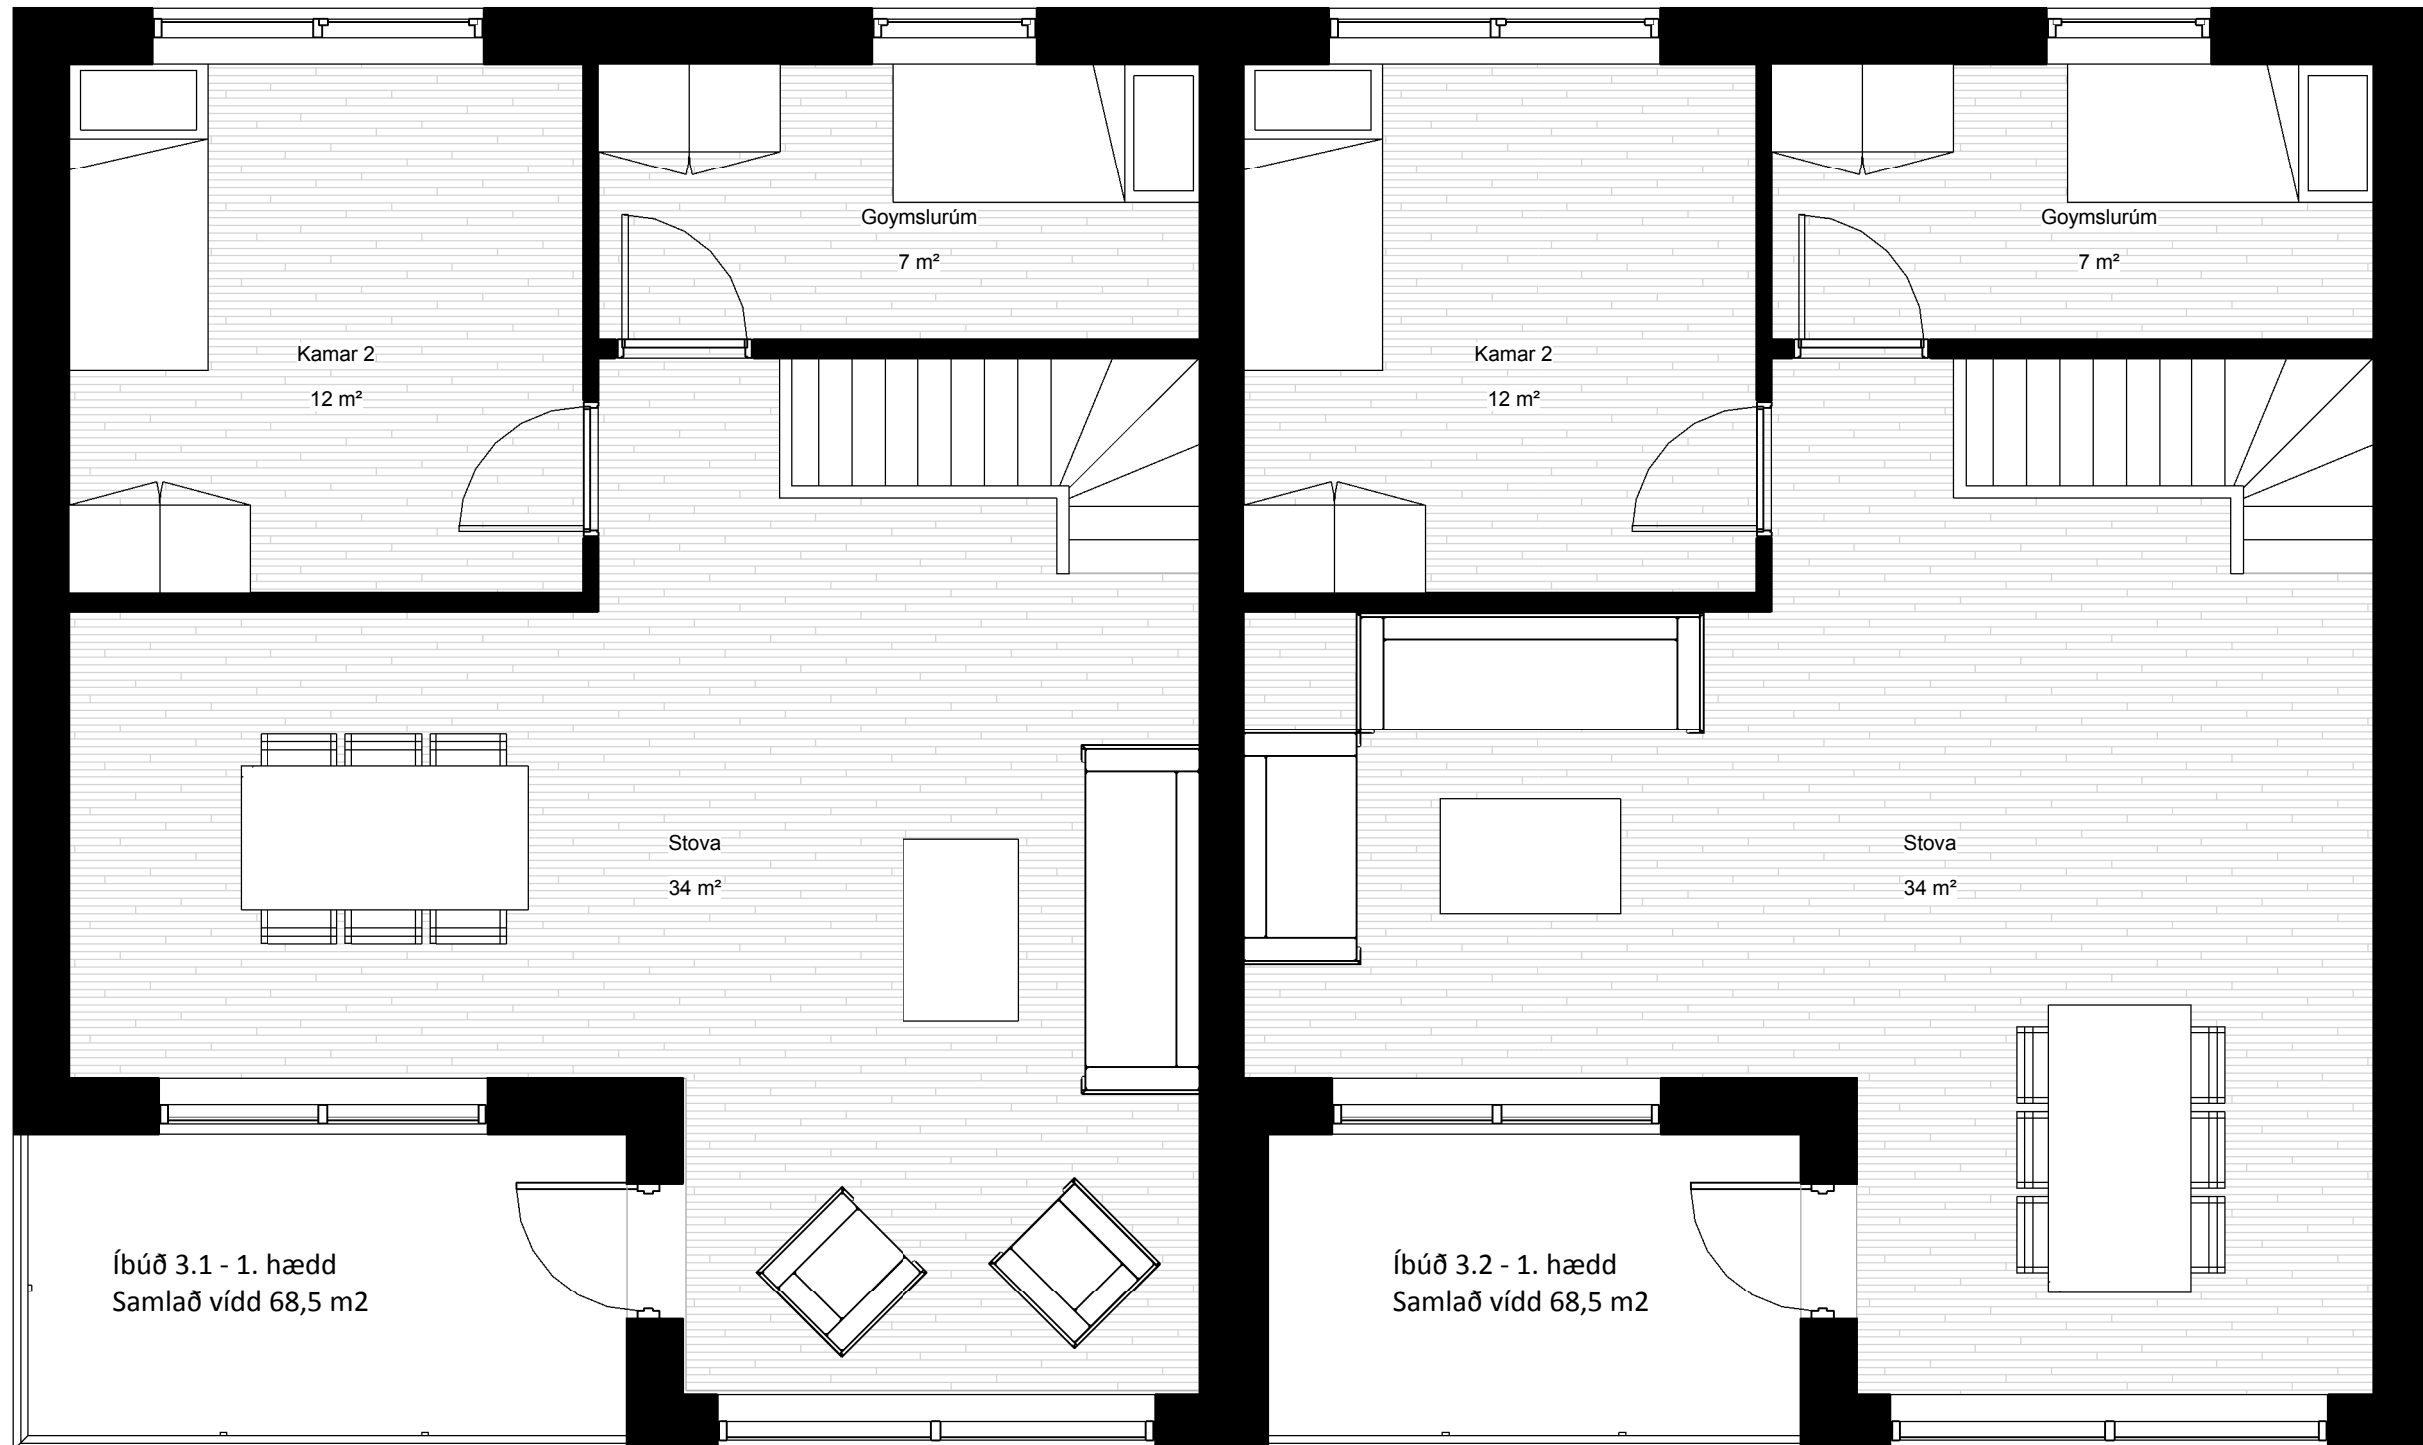 Goymslurúm
7 m²
Goymslurúm
7 m²
Kamar 2
12 m²
Kamar 2
12 m²
Stova
34 m²
Stova
34 m²
Íbúð 3.1 - 1. hædd
Samlað vídd 68,5 m2
Íbúð 3.2 - 1. hædd
Samlað vídd 68,5 m2